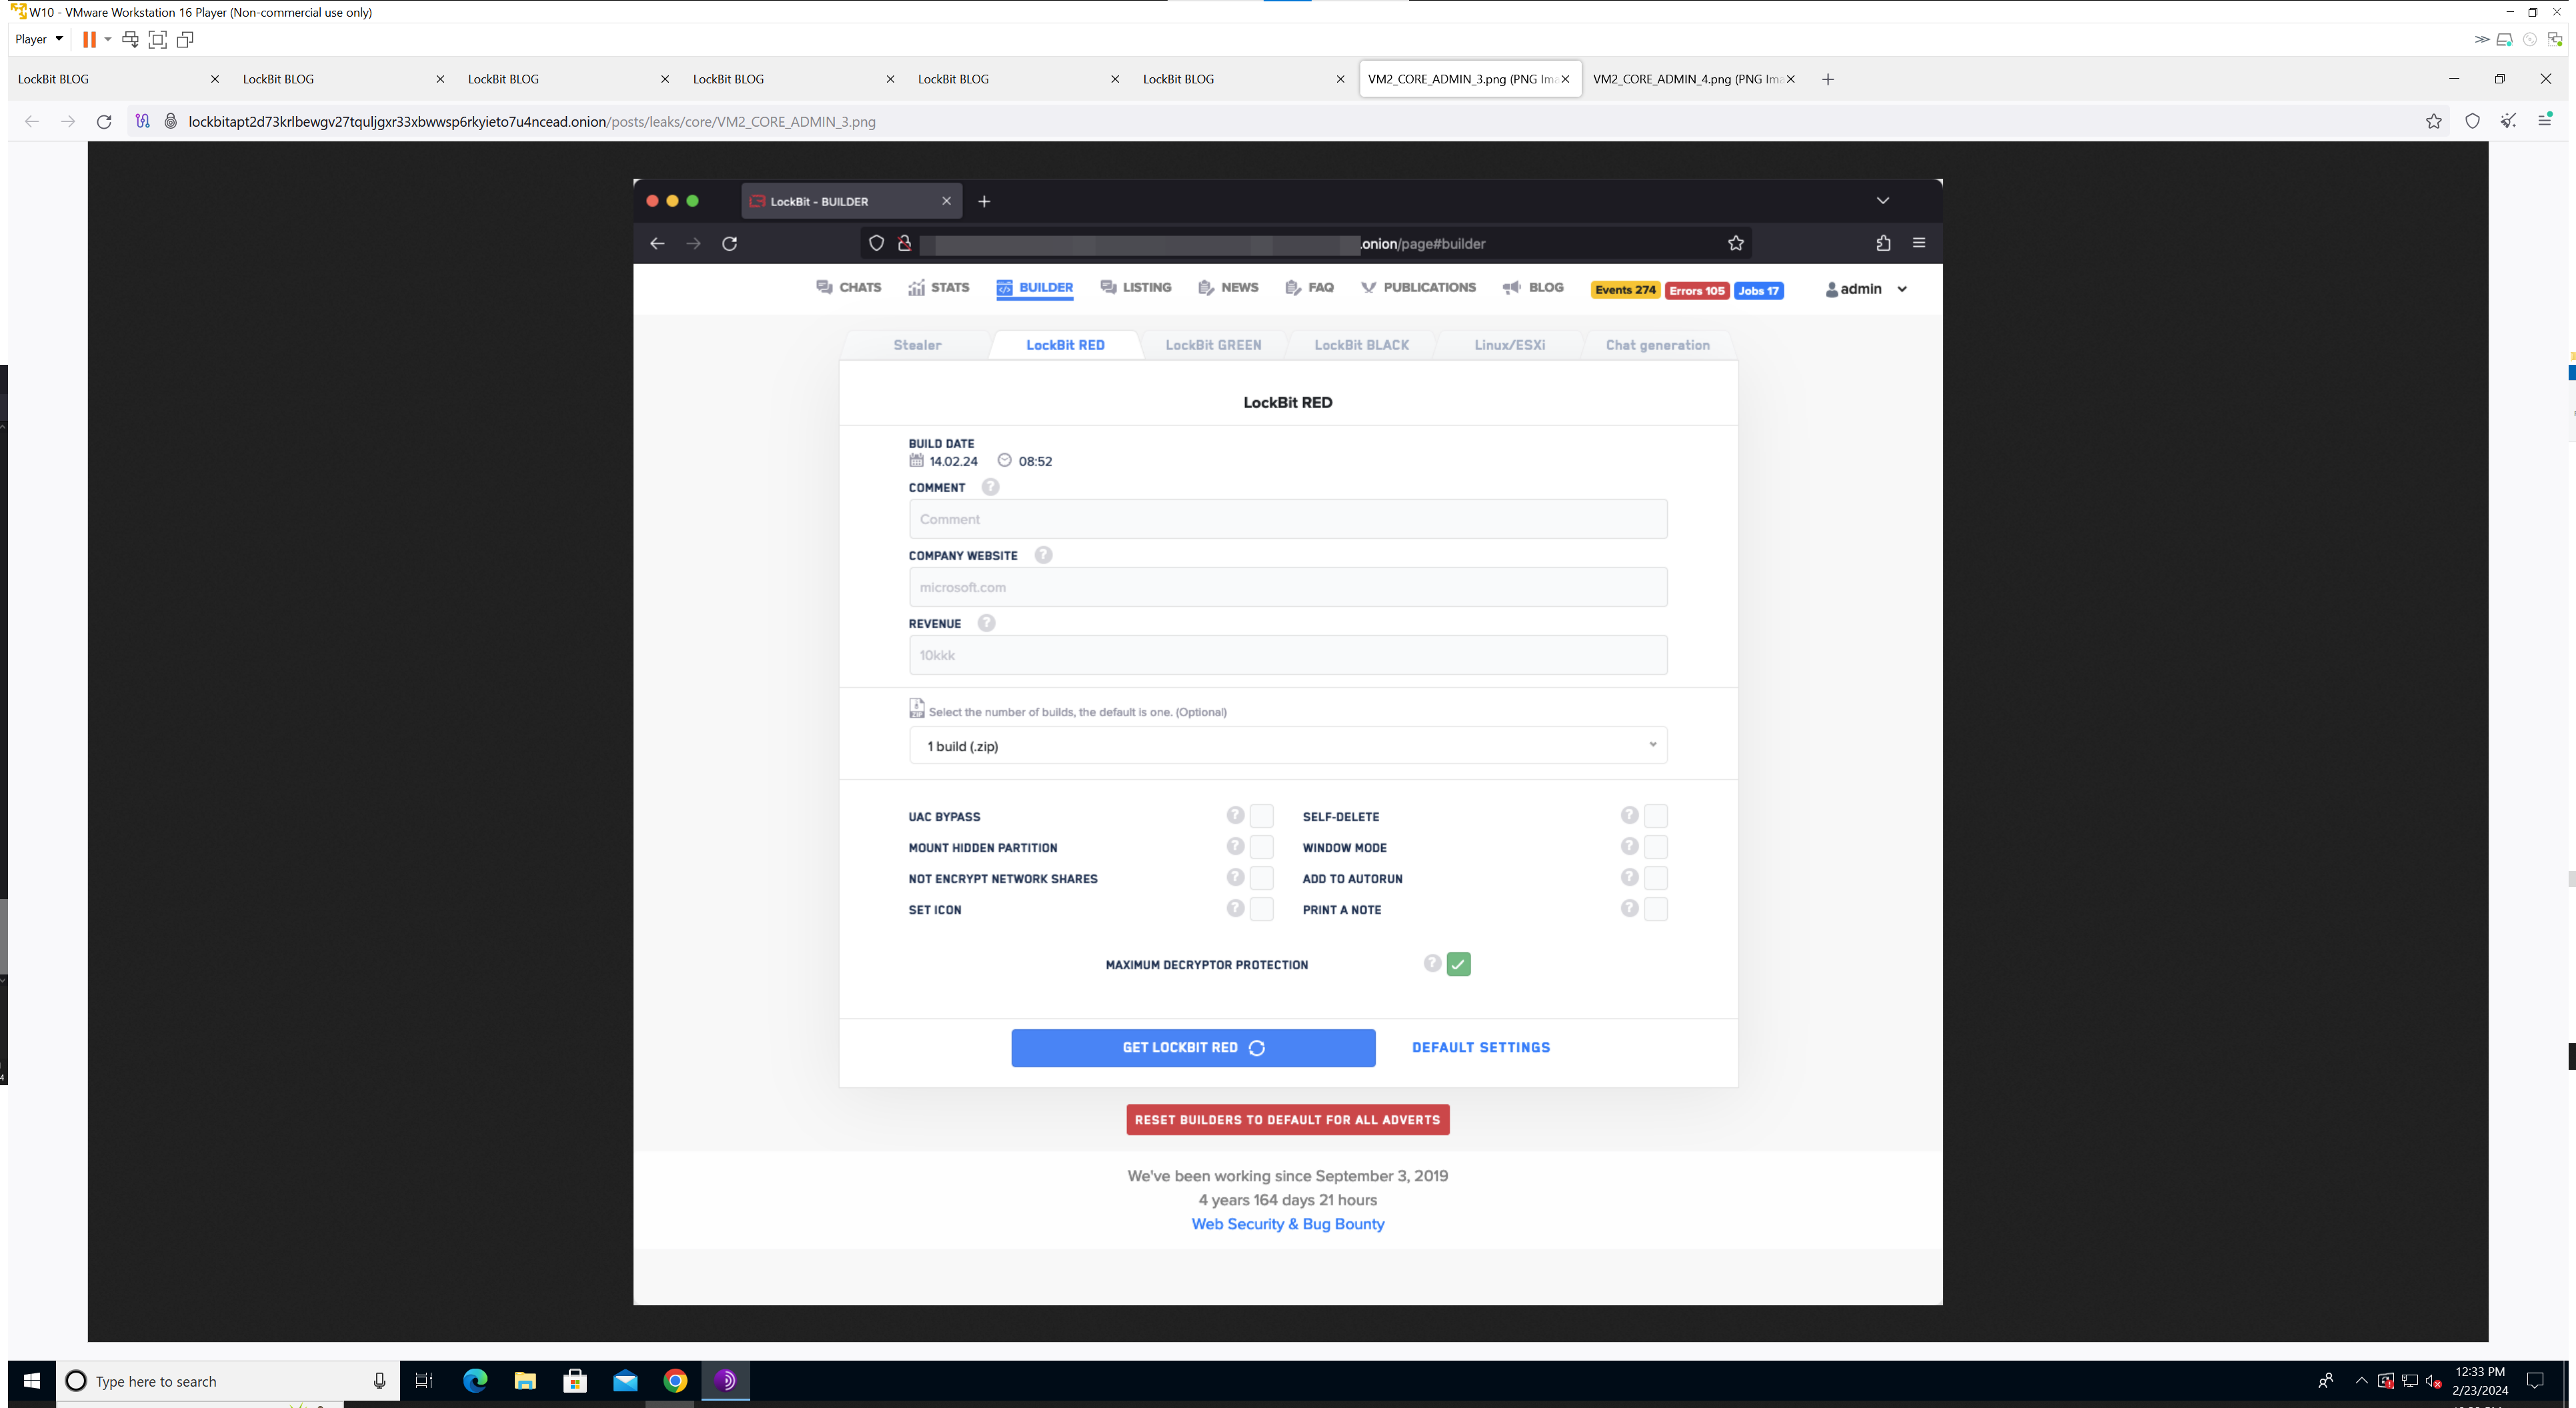 W10 - VMware Workstation 16 Player (Non-commercial use only)
Player
LockBit BLOG
LockBit BLOG
LockBit BLOG
LockBit BLOG
LockBit BLOG
LockBit BLOG
VM2_CORE_ADMIN_3.png (PNG Im
VM2_CORE_ADMIN_4.png (PNG Ima
lockbitapt2d73krlbewgv27tquljgxr33xbwwsp6rkyieto7u4ncead.onion/posts/leaks/core/VM2_CORE_ADMIN_3.png
LockBit - BUILDER
.onion/page#builder
CHATS STATS BUILDER LISTING NEWS FAQ PUBLICATIONS BLOG Events 274 Errors 105 Jobs 17 admin
Stealer LockBit RED LockBit GREEN LockBit BLACK Linux/ESXi Chat generation
LockBit RED
BUILD DATE
14.02.24 08:52
COMMENT ?
Comment
COMPANY WEBSITE ?
microsoft.com
REVENUE ?
10kkk
ZIP Select the number of builds, the default is one. (Optional)
1 build (.zip)
UAC BYPASS ? SELF-DELETE ?
MOUNT HIDDEN PARTITION ? WINDOW MODE ?
NOT ENCRYPT NETWORK SHARES ? ADD TO AUTORUN ?
SET ICON ? PRINT A NOTE ?
MAXIMUM DECRYPTOR PROTECTION ?
GET LOCKBIT RED DEFAULT SETTINGS
RESET BUILDERS TO DEFAULT FOR ALL ADVERTS
We've been working since September 3, 2019
4 years 164 days 21 hours
Web Security & Bug Bounty
Type here to search
12:33 PM
2/23/2024